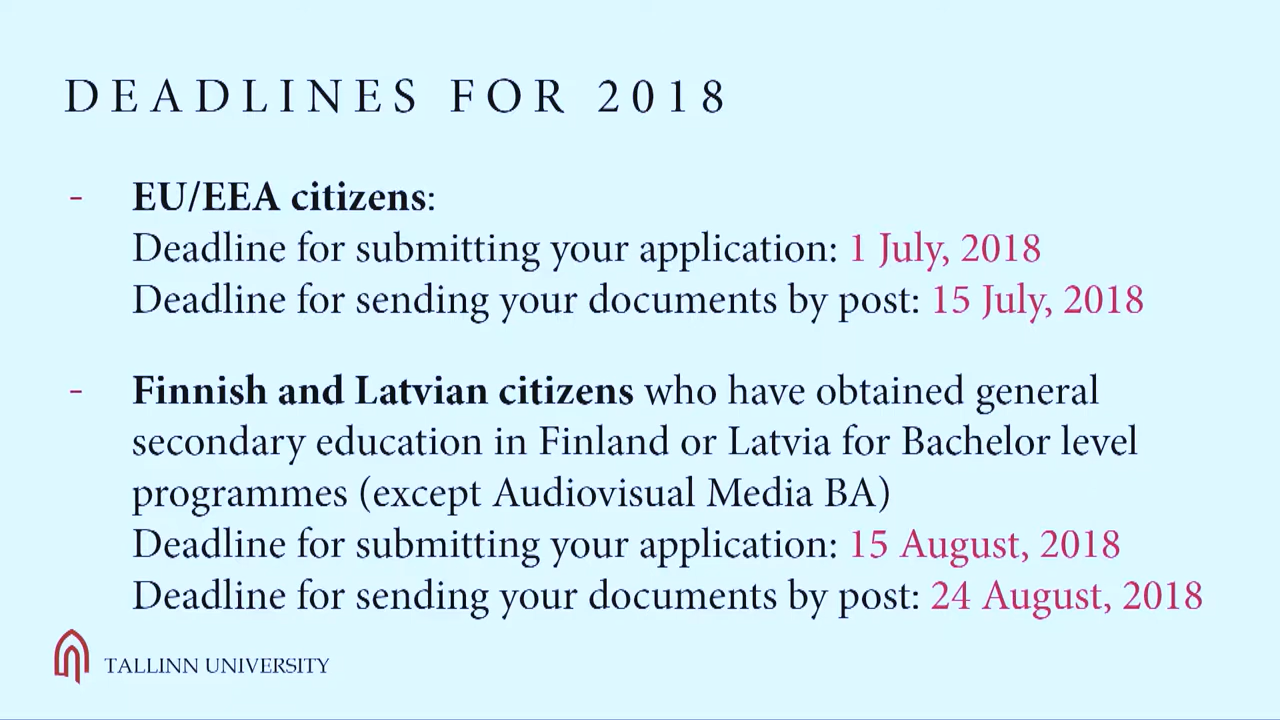 DEADLINES FOR 2018
- EU/EEA citizens:
Deadline for submitting your application: 1 July, 2018
Deadline for sending your documents by post: 15 July, 2018
- Finnish and Latvian citizens who have obtained general
secondary education in Finland or Latvia for Bachelor level
programmes (except Audiovisual Media BA)
Deadline for submitting your application: 15 August, 2018
Deadline for sending your documents by post: 24 August, 2018
TALLINN UNIVERSITY